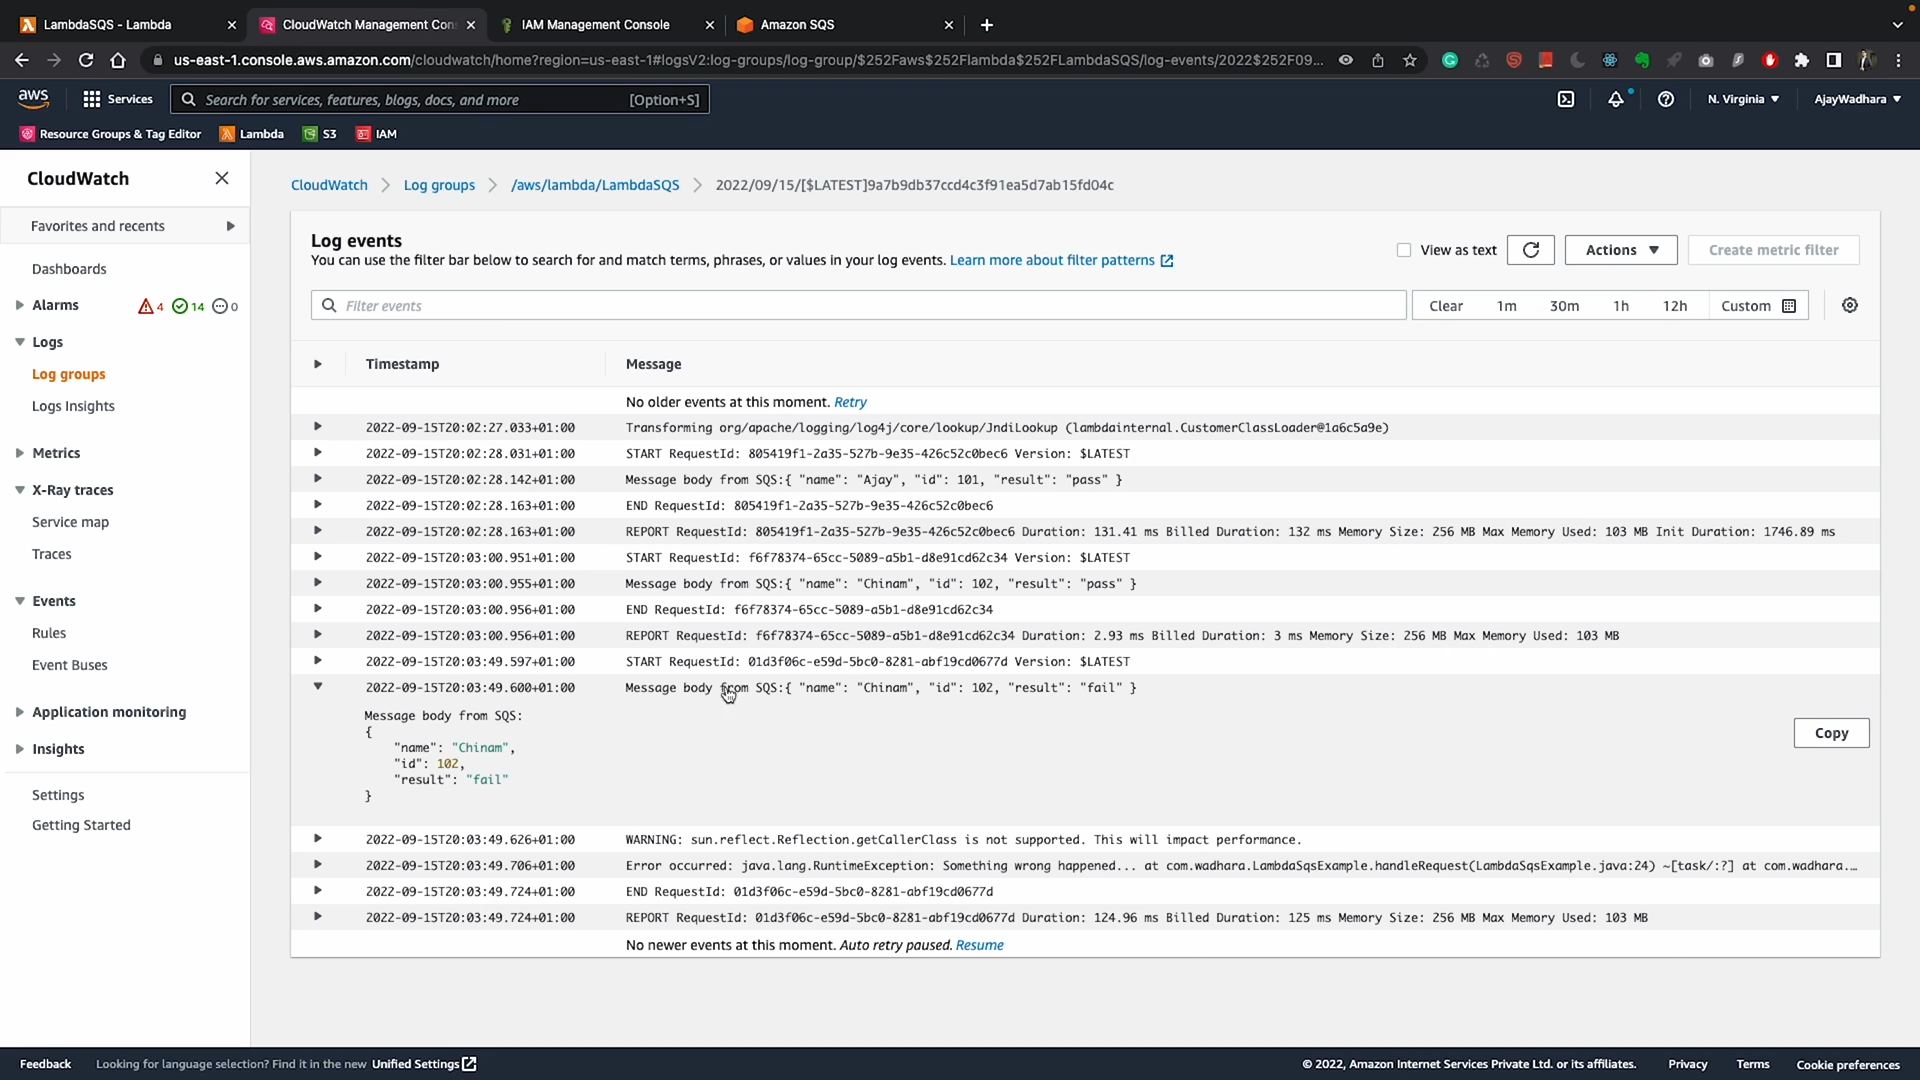 LambdaSQS - Lambda
CloudWatch Management Con
IAM Management Console
Amazon SQS
us-east-1.console.aws.amazon.com/cloudwatch/home?region=us-east-1#logsV2:log-groups/log-group/$252Faws$252Flambda$252FLambdaSQS/log-events/2022$252F09...
aws
Services
Search for services, features, blogs, docs, and more
[Option+S]
N. Virginia
AjayWadhara
Resource Groups & Tag Editor
Lambda
S3
IAM
CloudWatch
Favorites and recents
Dashboards
Alarms
4
14
0
Logs
Log groups
Logs Insights
Metrics
X-Ray traces
Service map
Traces
Events
Rules
Event Buses
Application monitoring
Insights
Settings
Getting Started
CloudWatch
Log groups
/aws/lambda/LambdaSQS
2022/09/15/[$LATEST]9a7b9db37ccd4c3f91ea5d7ab15fd04c
Log events
You can use the filter bar below to search for and match terms, phrases, or values in your log events. Learn more about filter patterns
View as text
Actions
Create metric filter
Filter events
Clear
1m
30m
1h
12h
Custom
Timestamp
Message
No older events at this moment. Retry
2022-09-15T20:02:27.033+01:00 Transforming org/apache/logging/log4j/core/lookup/JndiLookup (lambdainternal.CustomerClassLoader@1a6c5a9e)
2022-09-15T20:02:28.031+01:00 START RequestId: 805419f1-2a35-527b-9e35-426c52c0bec6 Version: $LATEST
2022-09-15T20:02:28.142+01:00 Message body from SQS:{ "name": "Ajay", "id": 101, "result": "pass" }
2022-09-15T20:02:28.163+01:00 END RequestId: 805419f1-2a35-527b-9e35-426c52c0bec6
2022-09-15T20:02:28.163+01:00 REPORT RequestId: 805419f1-2a35-527b-9e35-426c52c0bec6 Duration: 131.41 ms Billed Duration: 132 ms Memory Size: 256 MB Max Memory Used: 103 MB Init Duration: 1746.89 ms
2022-09-15T20:03:00.951+01:00 START RequestId: f6f78374-65cc-5089-a5b1-d8e91cd62c34 Version: $LATEST
2022-09-15T20:03:00.955+01:00 Message body from SQS:{ "name": "Chinam", "id": 102, "result": "pass" }
2022-09-15T20:03:00.956+01:00 END RequestId: f6f78374-65cc-5089-a5b1-d8e91cd62c34
2022-09-15T20:03:00.956+01:00 REPORT RequestId: f6f78374-65cc-5089-a5b1-d8e91cd62c34 Duration: 2.93 ms Billed Duration: 3 ms Memory Size: 256 MB Max Memory Used: 103 MB
2022-09-15T20:03:49.597+01:00 START RequestId: 01d3f06c-e59d-5bc0-8281-abf19cd0677d Version: $LATEST
2022-09-15T20:03:49.600+01:00 Message body from SQS:{ "name": "Chinam", "id": 102, "result": "fail" }
Message body from SQS:
{
"name": "Chinam",
"id": 102,
"result": "fail"
}
Copy
2022-09-15T20:03:49.626+01:00 WARNING: sun.reflect.Reflection.getCallerClass is not supported. This will impact performance.
2022-09-15T20:03:49.706+01:00 Error occurred: java.lang.RuntimeException: Something wrong happened... at com.wadhara.LambdaSqsExample.handleRequest(LambdaSqsExample.java:24) ~[task/:?] at com.wadhara....
2022-09-15T20:03:49.724+01:00 END RequestId: 01d3f06c-e59d-5bc0-8281-abf19cd0677d
2022-09-15T20:03:49.724+01:00 REPORT RequestId: 01d3f06c-e59d-5bc0-8281-abf19cd0677d Duration: 124.96 ms Billed Duration: 125 ms Memory Size: 256 MB Max Memory Used: 103 MB
No newer events at this moment. Auto retry paused. Resume
Feedback
Looking for language selection? Find it in the new Unified Settings
© 2022, Amazon Internet Services Private Ltd. or its affiliates.
Privacy
Terms
Cookie preferences